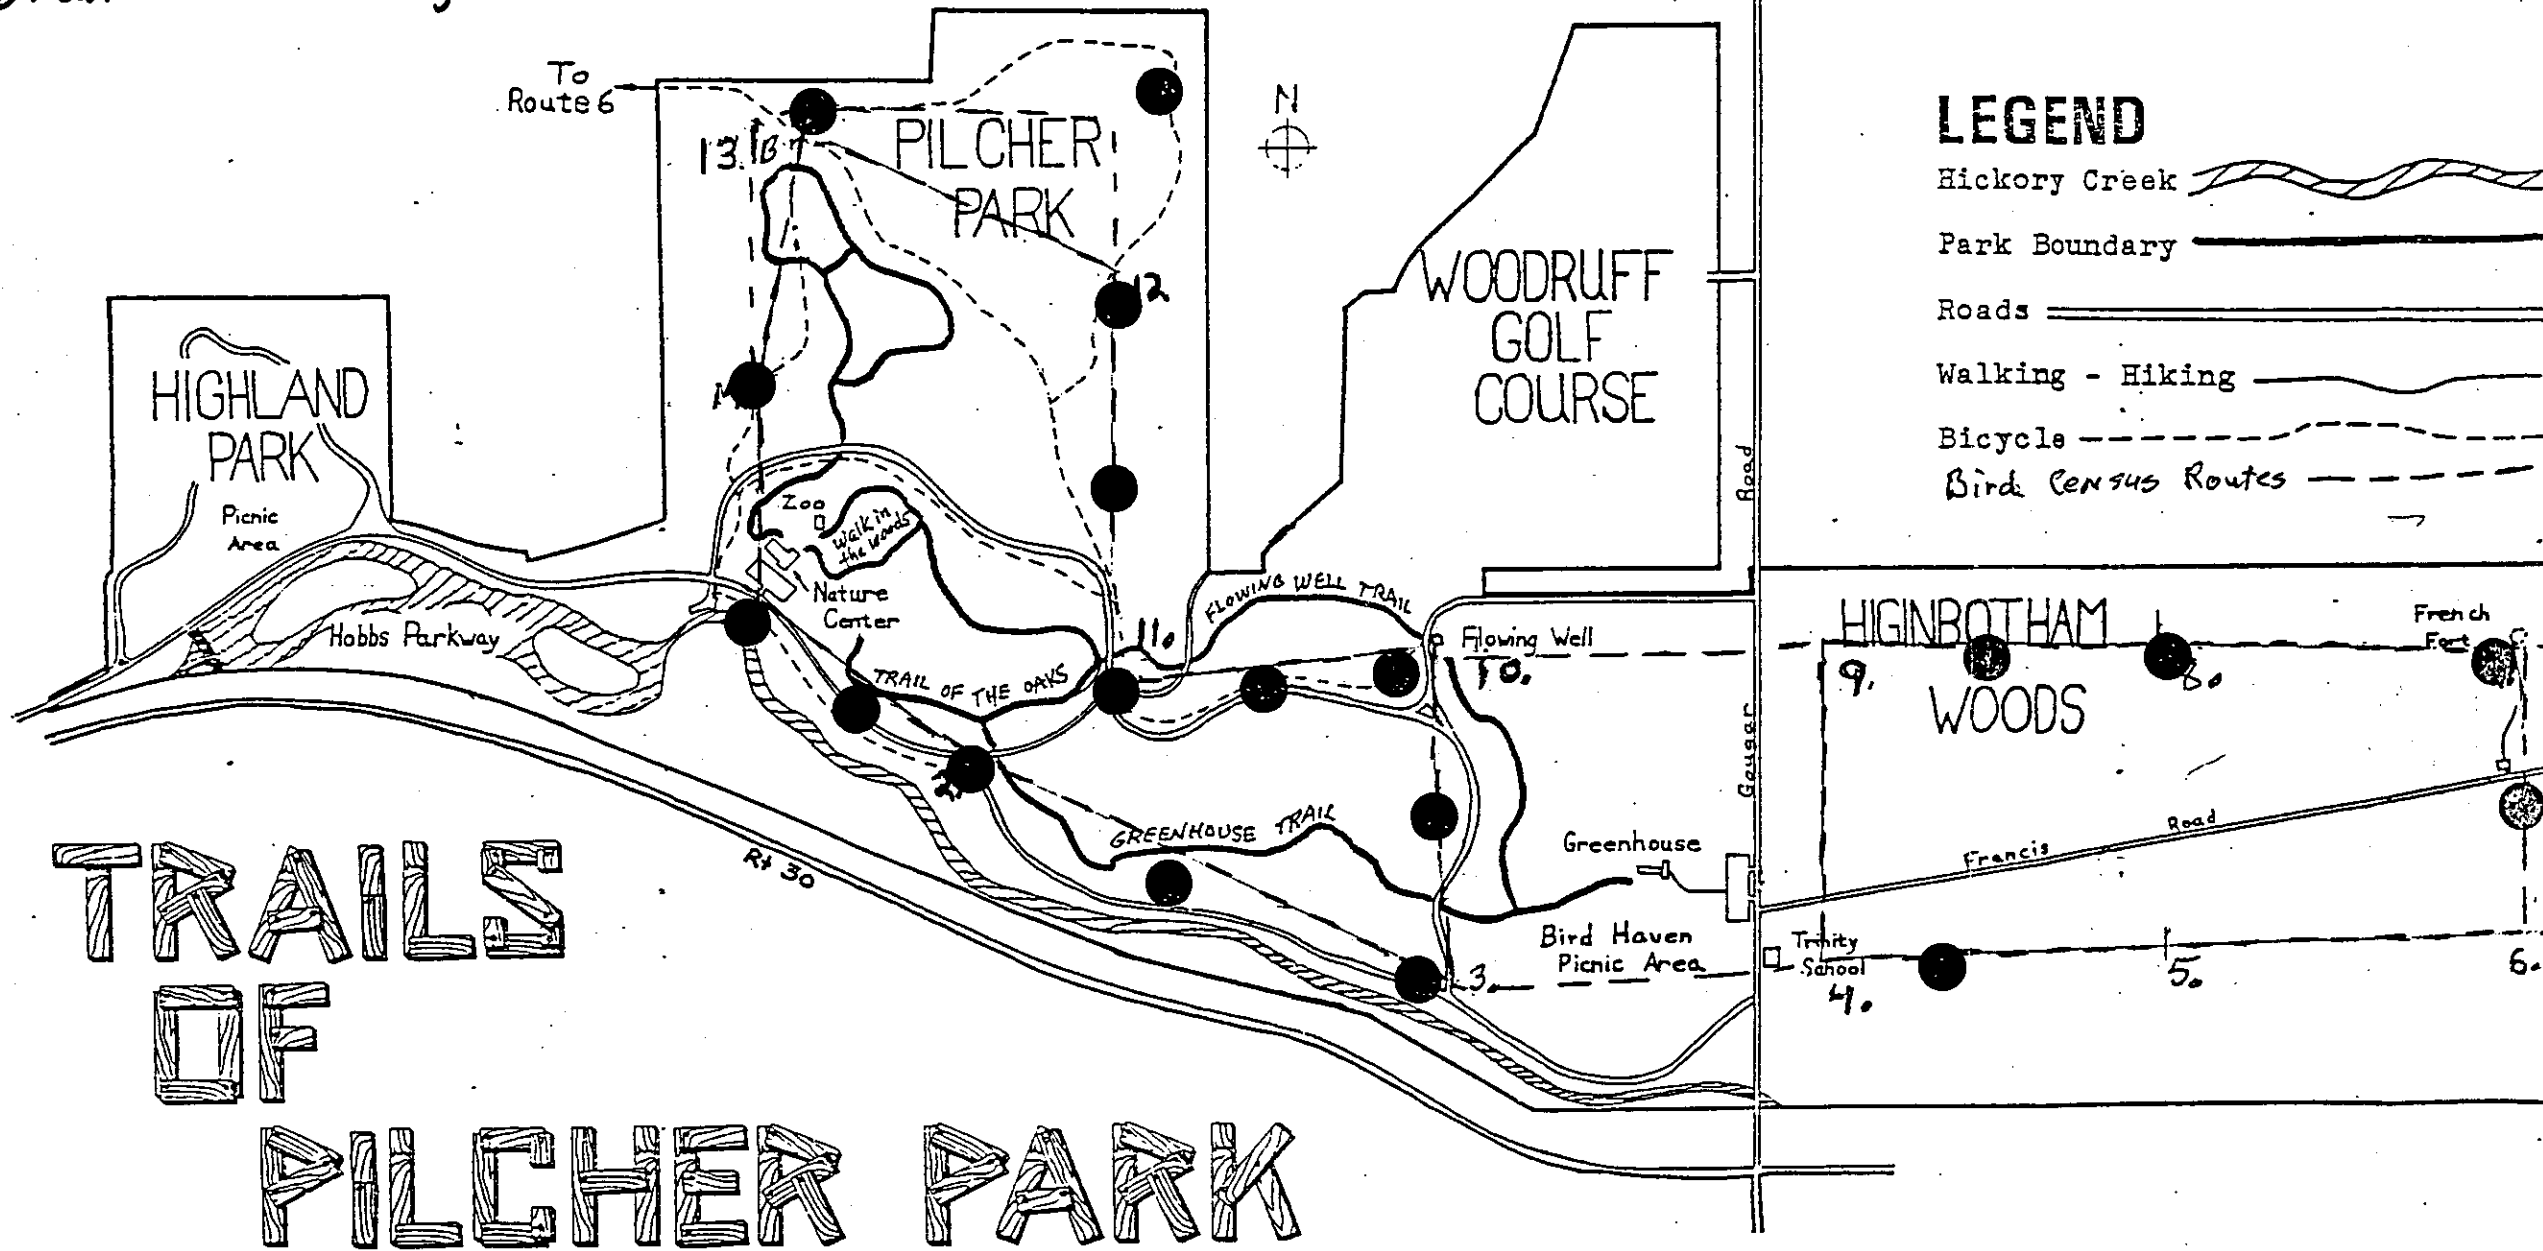 To
Route 6
13.
B
PILCHER
PARK
N
12
WOODRUFF
GOLF
COURSE
HIGHLAND
PARK
Picnic
Area
Hobbs Parkway
Zoo
Walk in
the Woods
Nature
Center
TRAIL OF THE OAKS
11.
FLOWING WELL TRAIL
Flowing Well
10.
GREENHOUSE TRAIL
Greenhouse
Bird Haven
Picnic Area
3.
Rt 30
Road
Gougar
LEGEND
Hickory Creek
Park Boundary
Roads
Walking - Hiking
Bicycle
Bird Census Routes
HIGINBOTHAM
WOODS
French
Fort
9.
8.
Francis Road
Trinity
School
4.
5.
6.
TRAILS
OF
PILCHER PARK